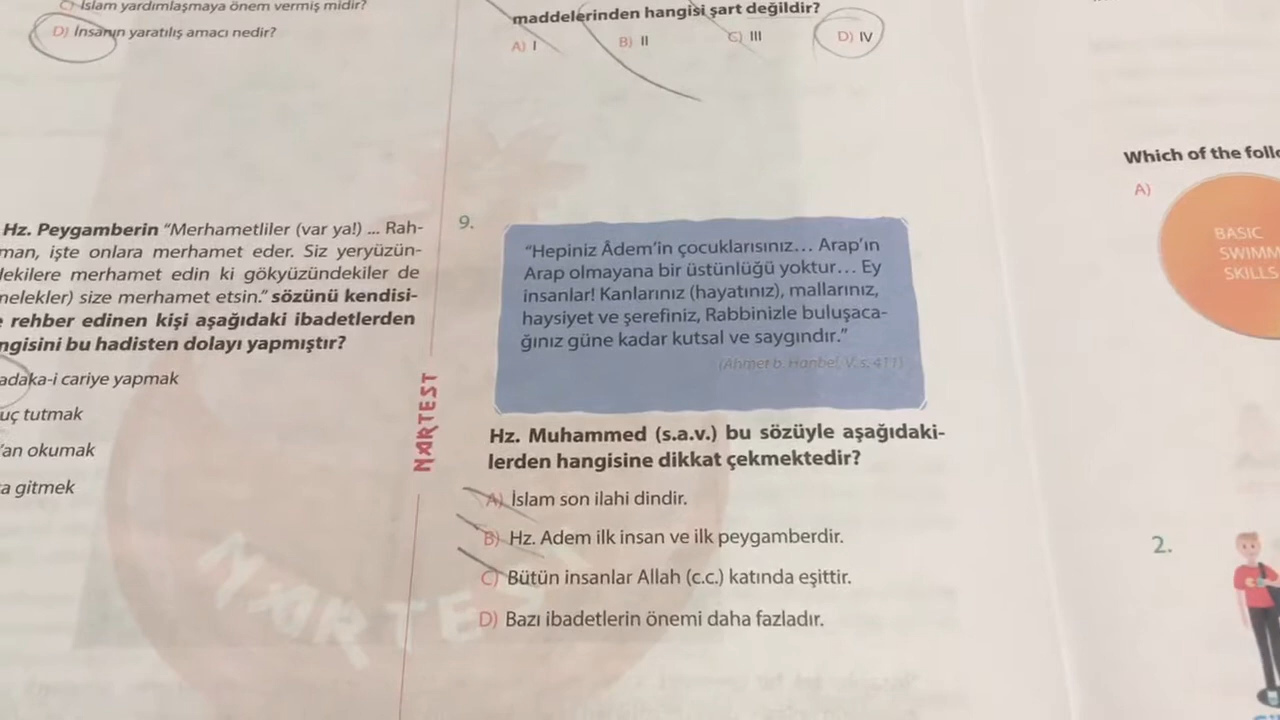 C) İslam yardımlaşmaya önem vermiş midir?
D) İnsanın yaratılış amacı nedir?
Hz. Peygamberin “Merhametliler (var ya!) ... Rah-
man, işte onlara merhamet eder. Siz yeryüzün-
dekilere merhamet edin ki gökyüzündekiler de
melekler) size merhamet etsin.” sözünü kendisi-
rehber edinen kişi aşağıdaki ibadetlerden
ngisini bu hadisten dolayı yapmıştır?
adaka-i cariye yapmak
uç tutmak
'an okumak
a gitmek
NARTEST
maddelerinden hangisi şart değildir?
A) I B) II C) III D) IV
9.
“Hepiniz Âdem'in çocuklarısınız... Arap'ın
Arap olmayana bir üstünlüğü yoktur... Ey
insanlar! Kanlarınız (hayatınız), mallarınız,
haysiyet ve şerefiniz, Rabbinizle buluşaca-
ğınız güne kadar kutsal ve saygındır.”
(Ahmet b. Hanbel, V. s. 411)
Hz. Muhammed (s.a.v.) bu sözüyle aşağıdaki-
lerden hangisine dikkat çekmektedir?
A) İslam son ilahi dindir.
B) Hz. Adem ilk insan ve ilk peygamberdir.
C) Bütün insanlar Allah (c.c.) katında eşittir.
D) Bazı ibadetlerin önemi daha fazladır.
NARTEST
Which of the follo
A)
BASIC
SWIMM
SKILLS
2.